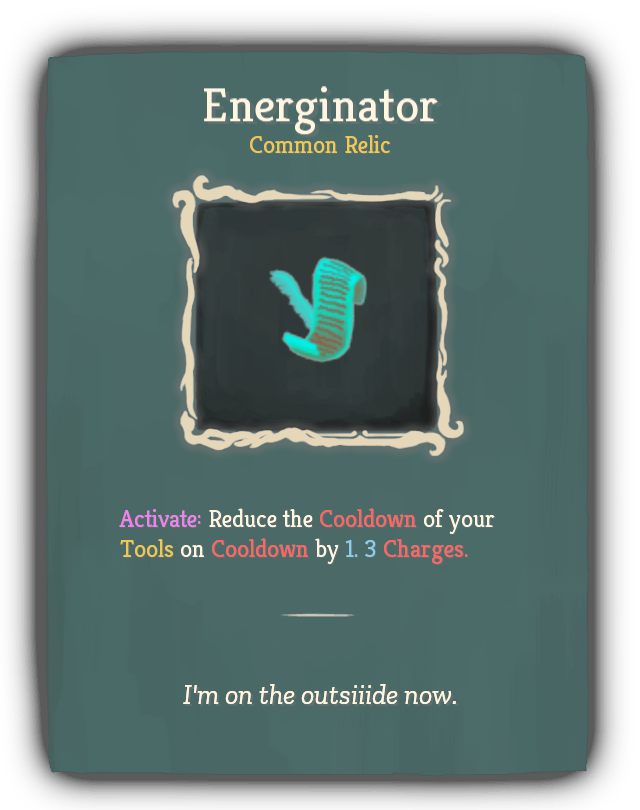 Energinator
Common Relic
Activate: Reduce the Cooldown of your
Tools on Cooldown by 1. 3 Charges.
I'm on the outsiiide now.